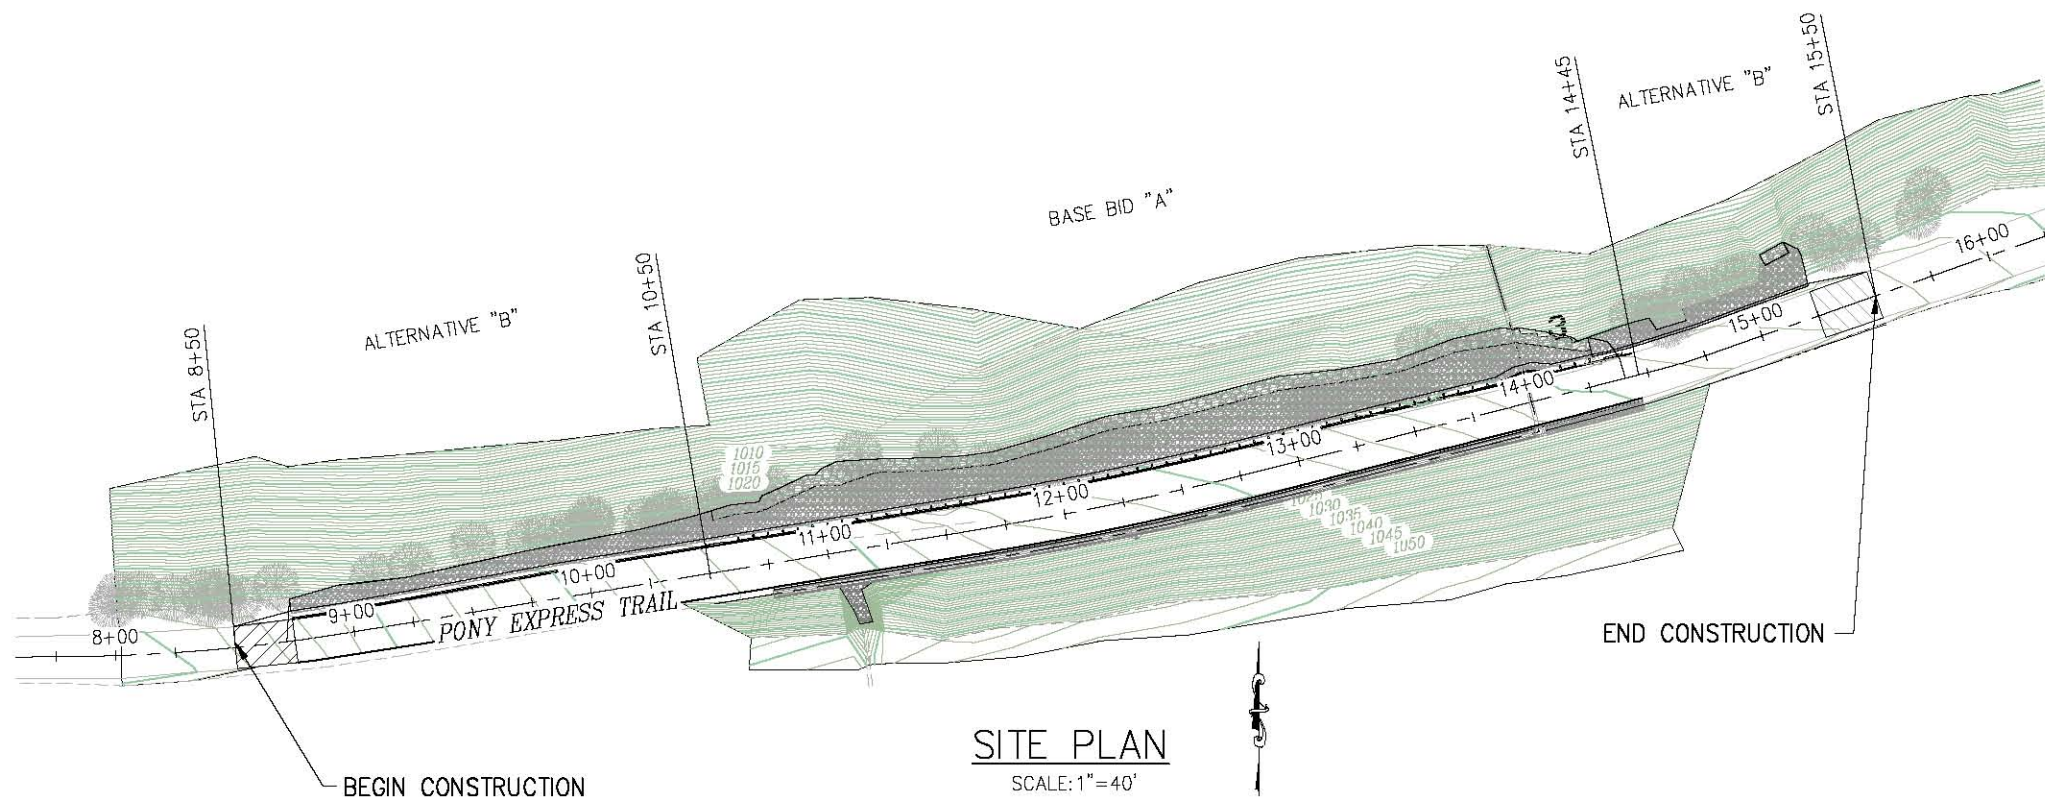 STA 15+50
STA 14+45
ALTERNATIVE "B"
BASE BID "A"
STA 10+50
ALTERNATIVE "B"
STA 8+50
16+00
15+00
14+00
13+00
12+00
11+00
10+00
9+00
8+00
1010
1015
1020
1030
1035
1040
1045
1050
PONY EXPRESS TRAIL
END CONSTRUCTION
BEGIN CONSTRUCTION
SITE PLAN
SCALE: 1"=40'